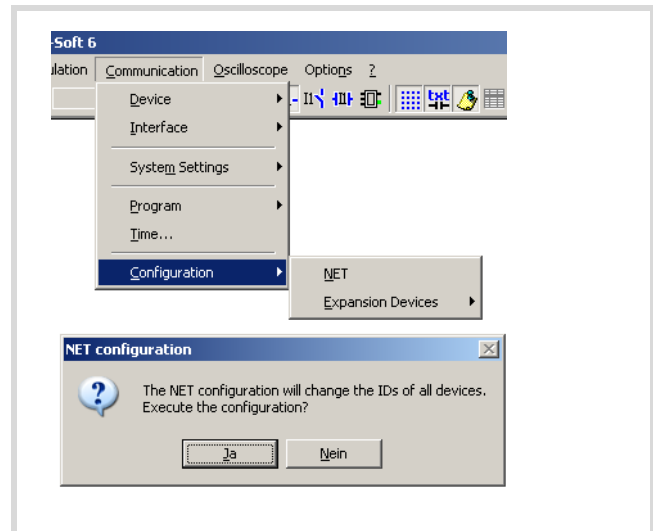 -Soft 6
ulation Communication Oscilloscope Options ?
Device
Interface
System Settings
Program
Time...
Configuration
NET
Expansion Devices
NET configuration
The NET configuration will change the IDs of all devices.
Execute the configuration?
Ja Nein